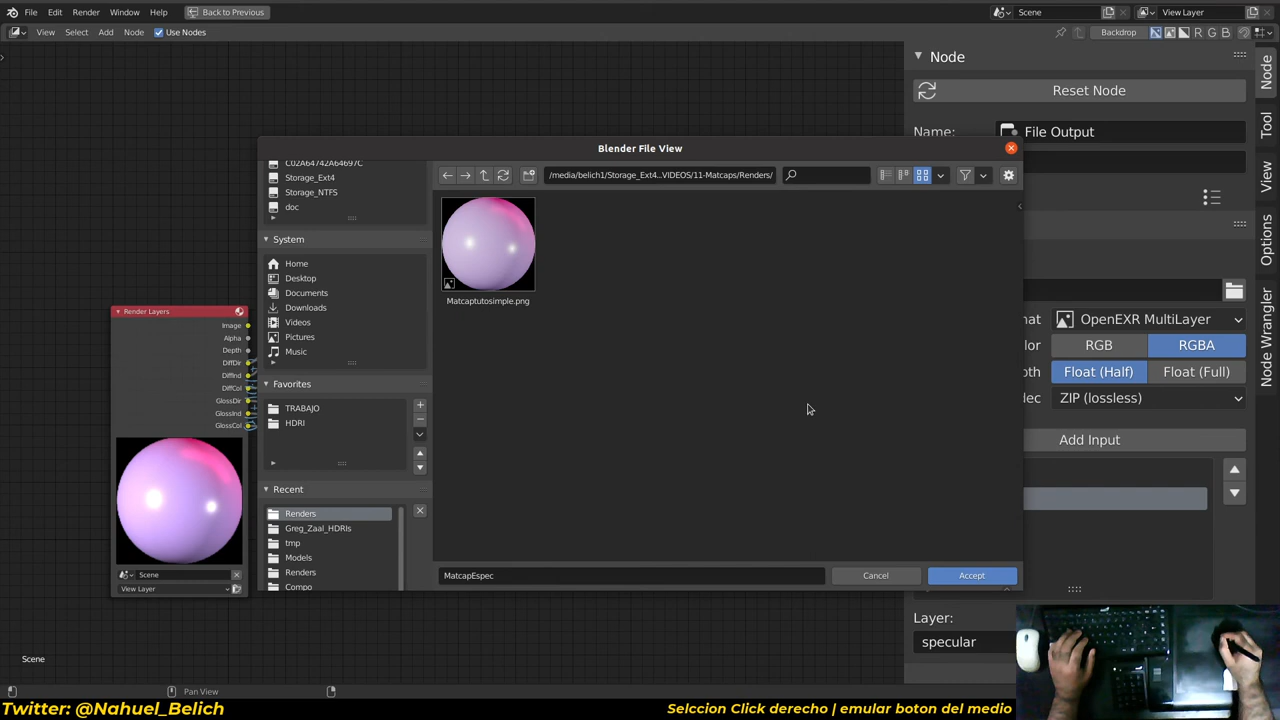 File Edit Render Window Help Back to Previous Scene View Layer
View Select Add Node Use Nodes Backdrop R G B
Node
Reset Node
Name: File Output
Blender File View
C02A64742A64697C
Storage_Ext4
Storage_NTFS
doc
/media/belich1/Storage_Ext4...VIDEOS/11-Matcaps/Renders/
System
Home
Desktop
Documents
Downloads
Videos
Pictures
Music
Matcaptutosimple.png
Favorites
TRABAJO
HDRI
Recent
Renders
Greg_Zaal_HDRIs
tmp
Models
Renders
Compo
MatcapEspec
Cancel Accept
Render Layers
Image
Alpha
Depth
DiffDir
DiffInd
DiffCol
GlossDir
GlossInd
GlossCol
Scene
View Layer
OpenEXR MultiLayer
RGB RGBA
Float (Half) Float (Full)
ZIP (lossless)
Add Input
Layer:
specular
Node
Tool
View
Options
Node Wrangler
Scene
Pan View
Twitter: @Nahuel_Belich
Selccion Click derecho | emular boton del medio